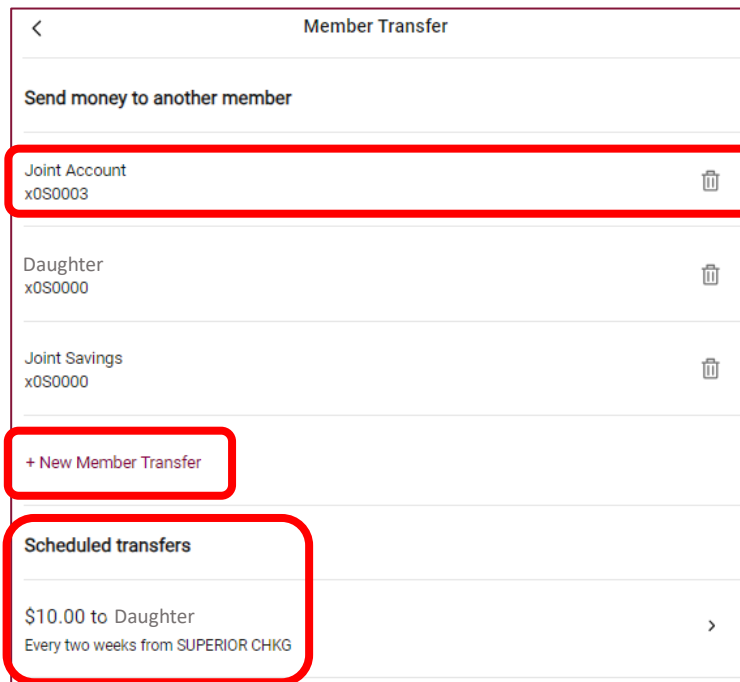 Member Transfer
Send money to another member
Joint Account
x0S0003
Daughter
x0S0000
Joint Savings
x0S0000
+ New Member Transfer
Scheduled transfers
$10.00 to Daughter
Every two weeks from SUPERIOR CHKG